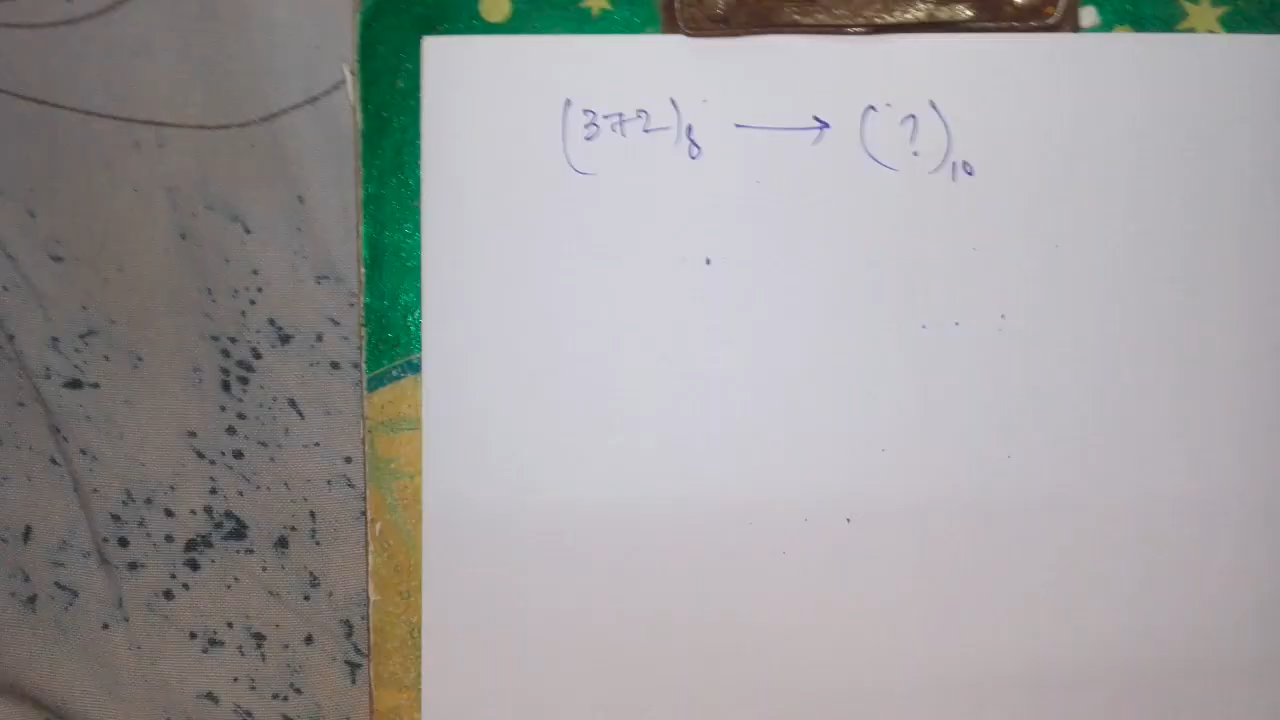 (372)₈ → (?)₁₀